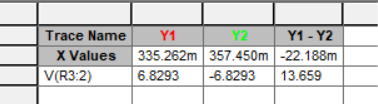 Trace Name Y1 Y2 Y1 - Y2
X Values 335.262m 357.450m -22.188m
V(R3:2) 6.8293 -6.8293 13.659